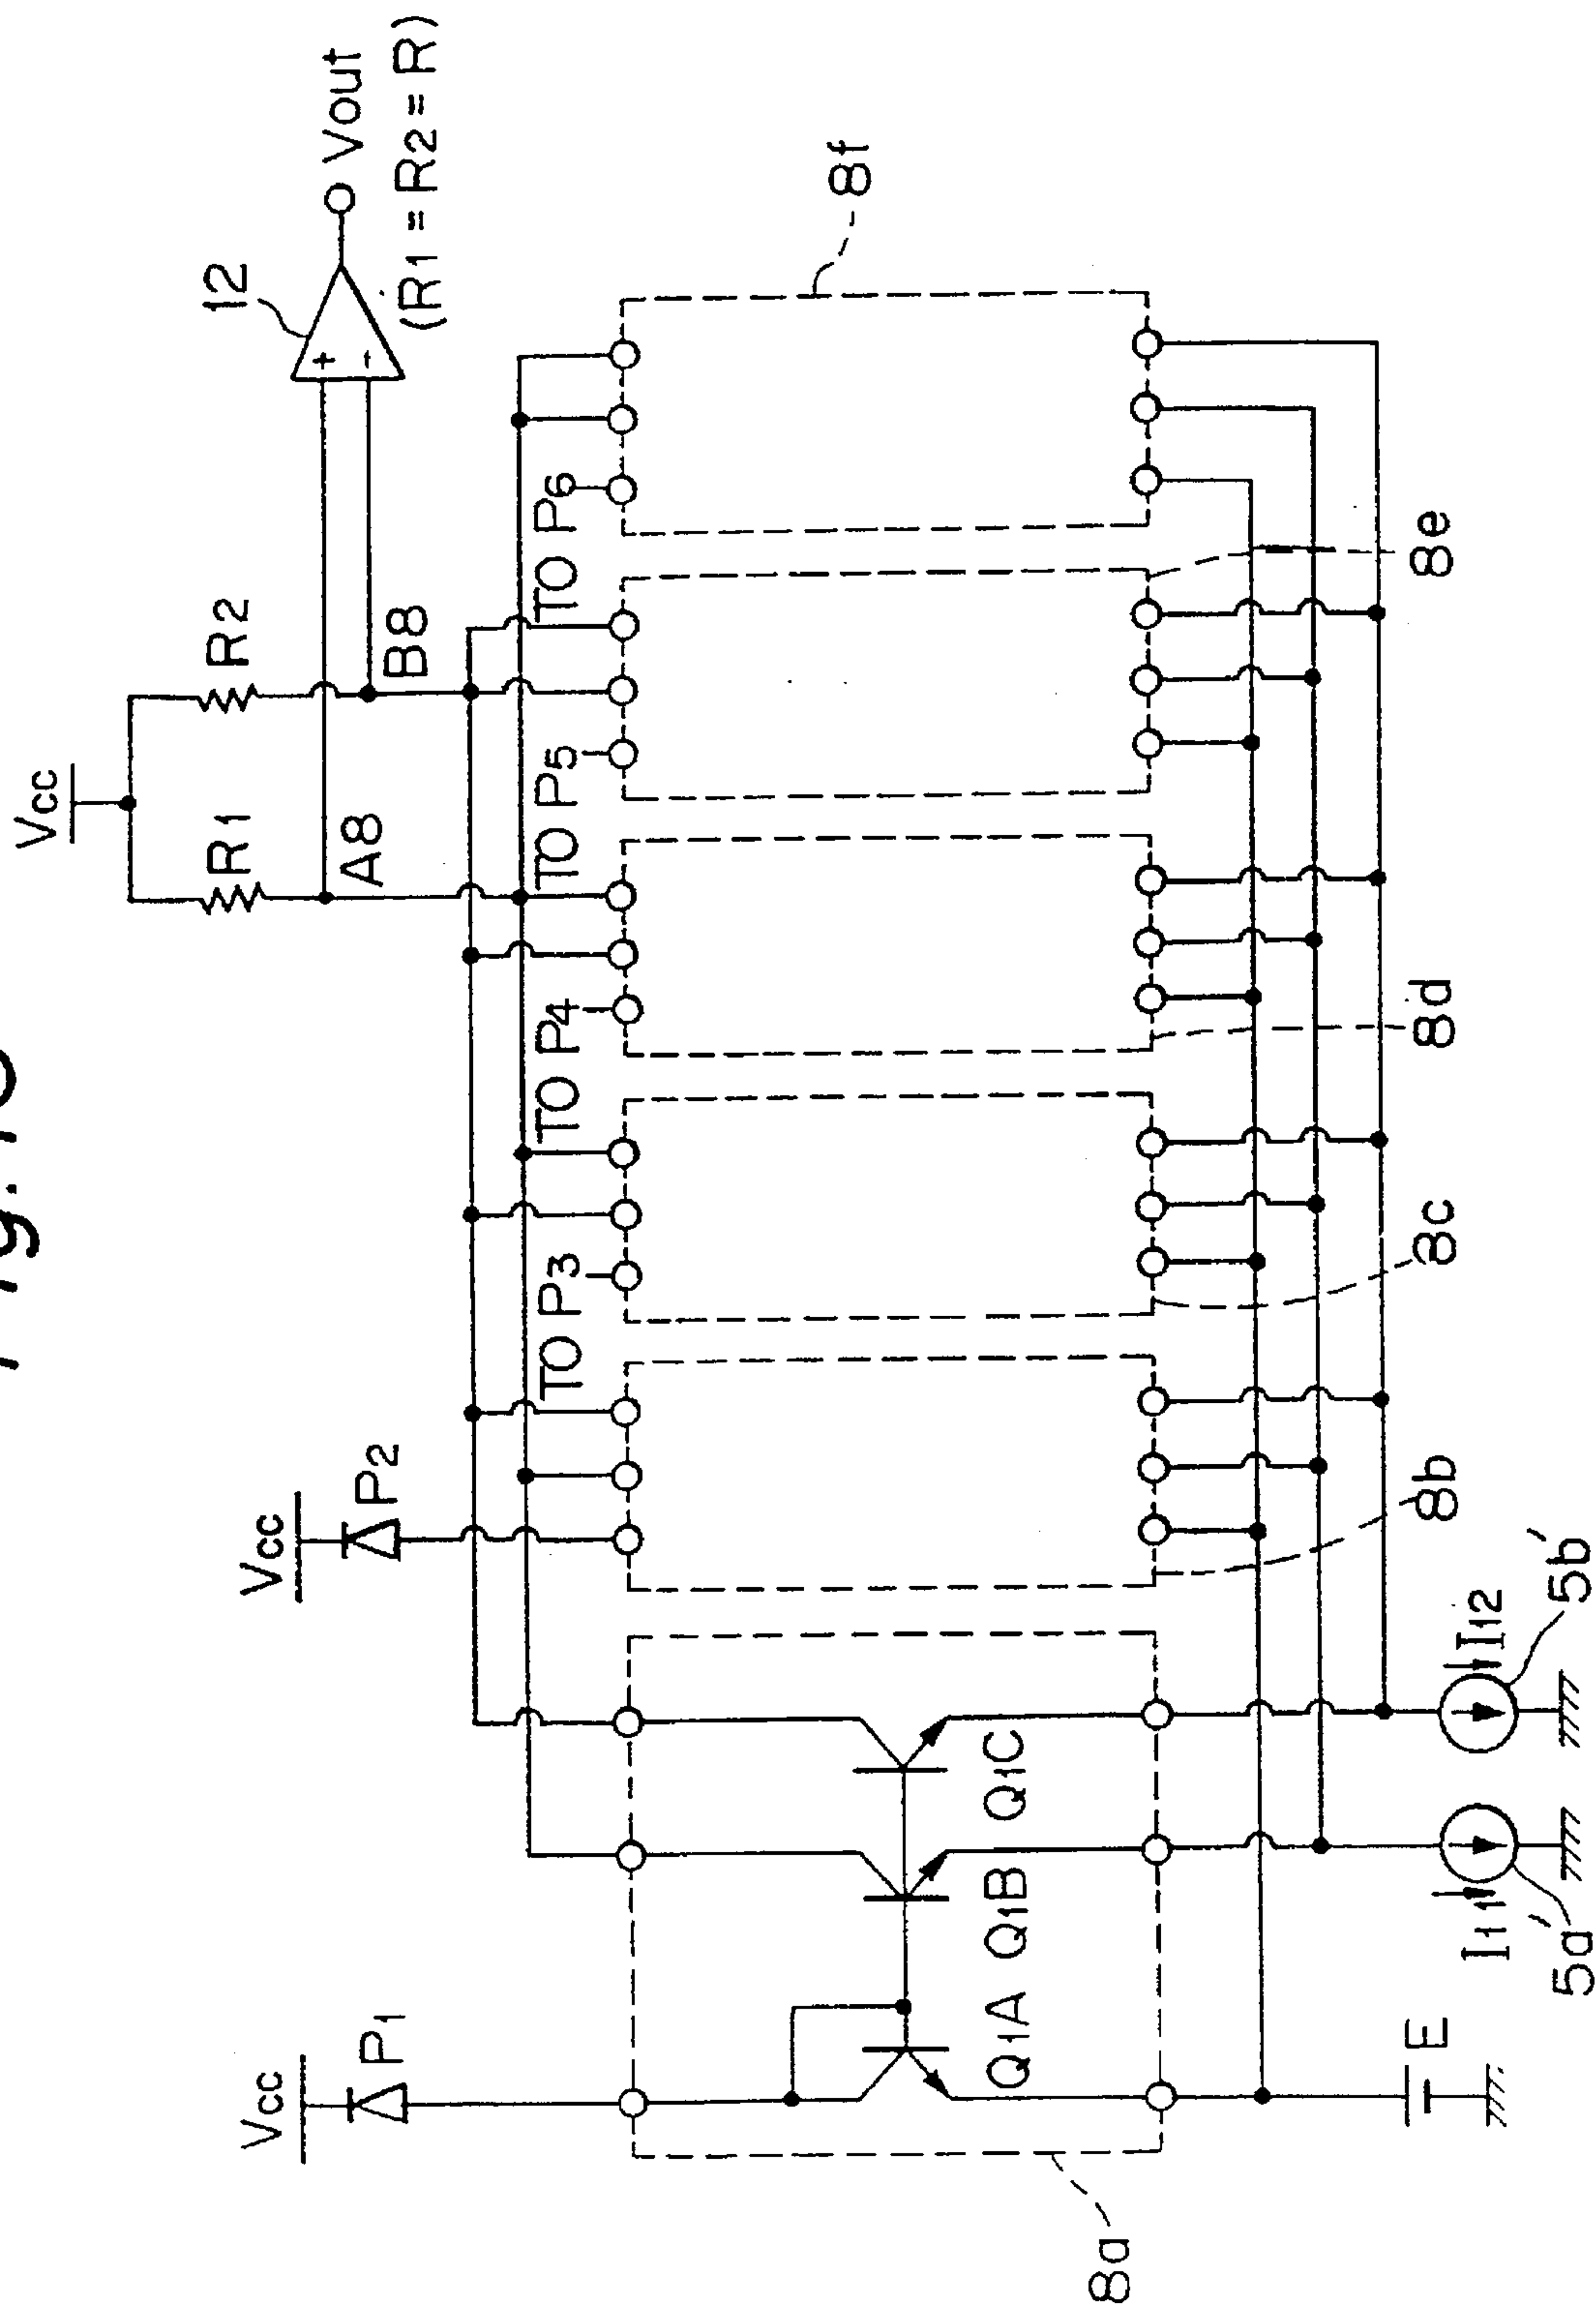 Vcc
R1
R2
12
+
-
Vout
(R1 = R2 = R)
A8
B8
Vcc
P1
Vcc
P2
TO P3
TO P4
TO P5
TO P6
8f
Q1A
Q1B
Q1C
8a
8b
8c
8d
8e
E
I11
5a'
I12
5b'